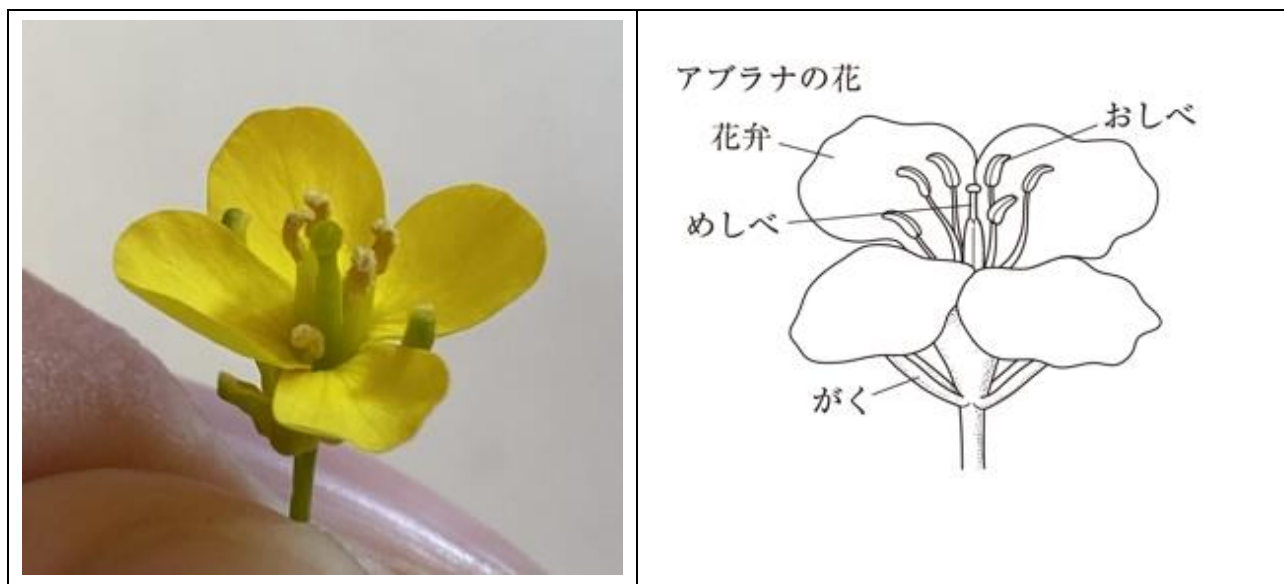 アブラナの花
おしべ
花弁
めしべ
がく